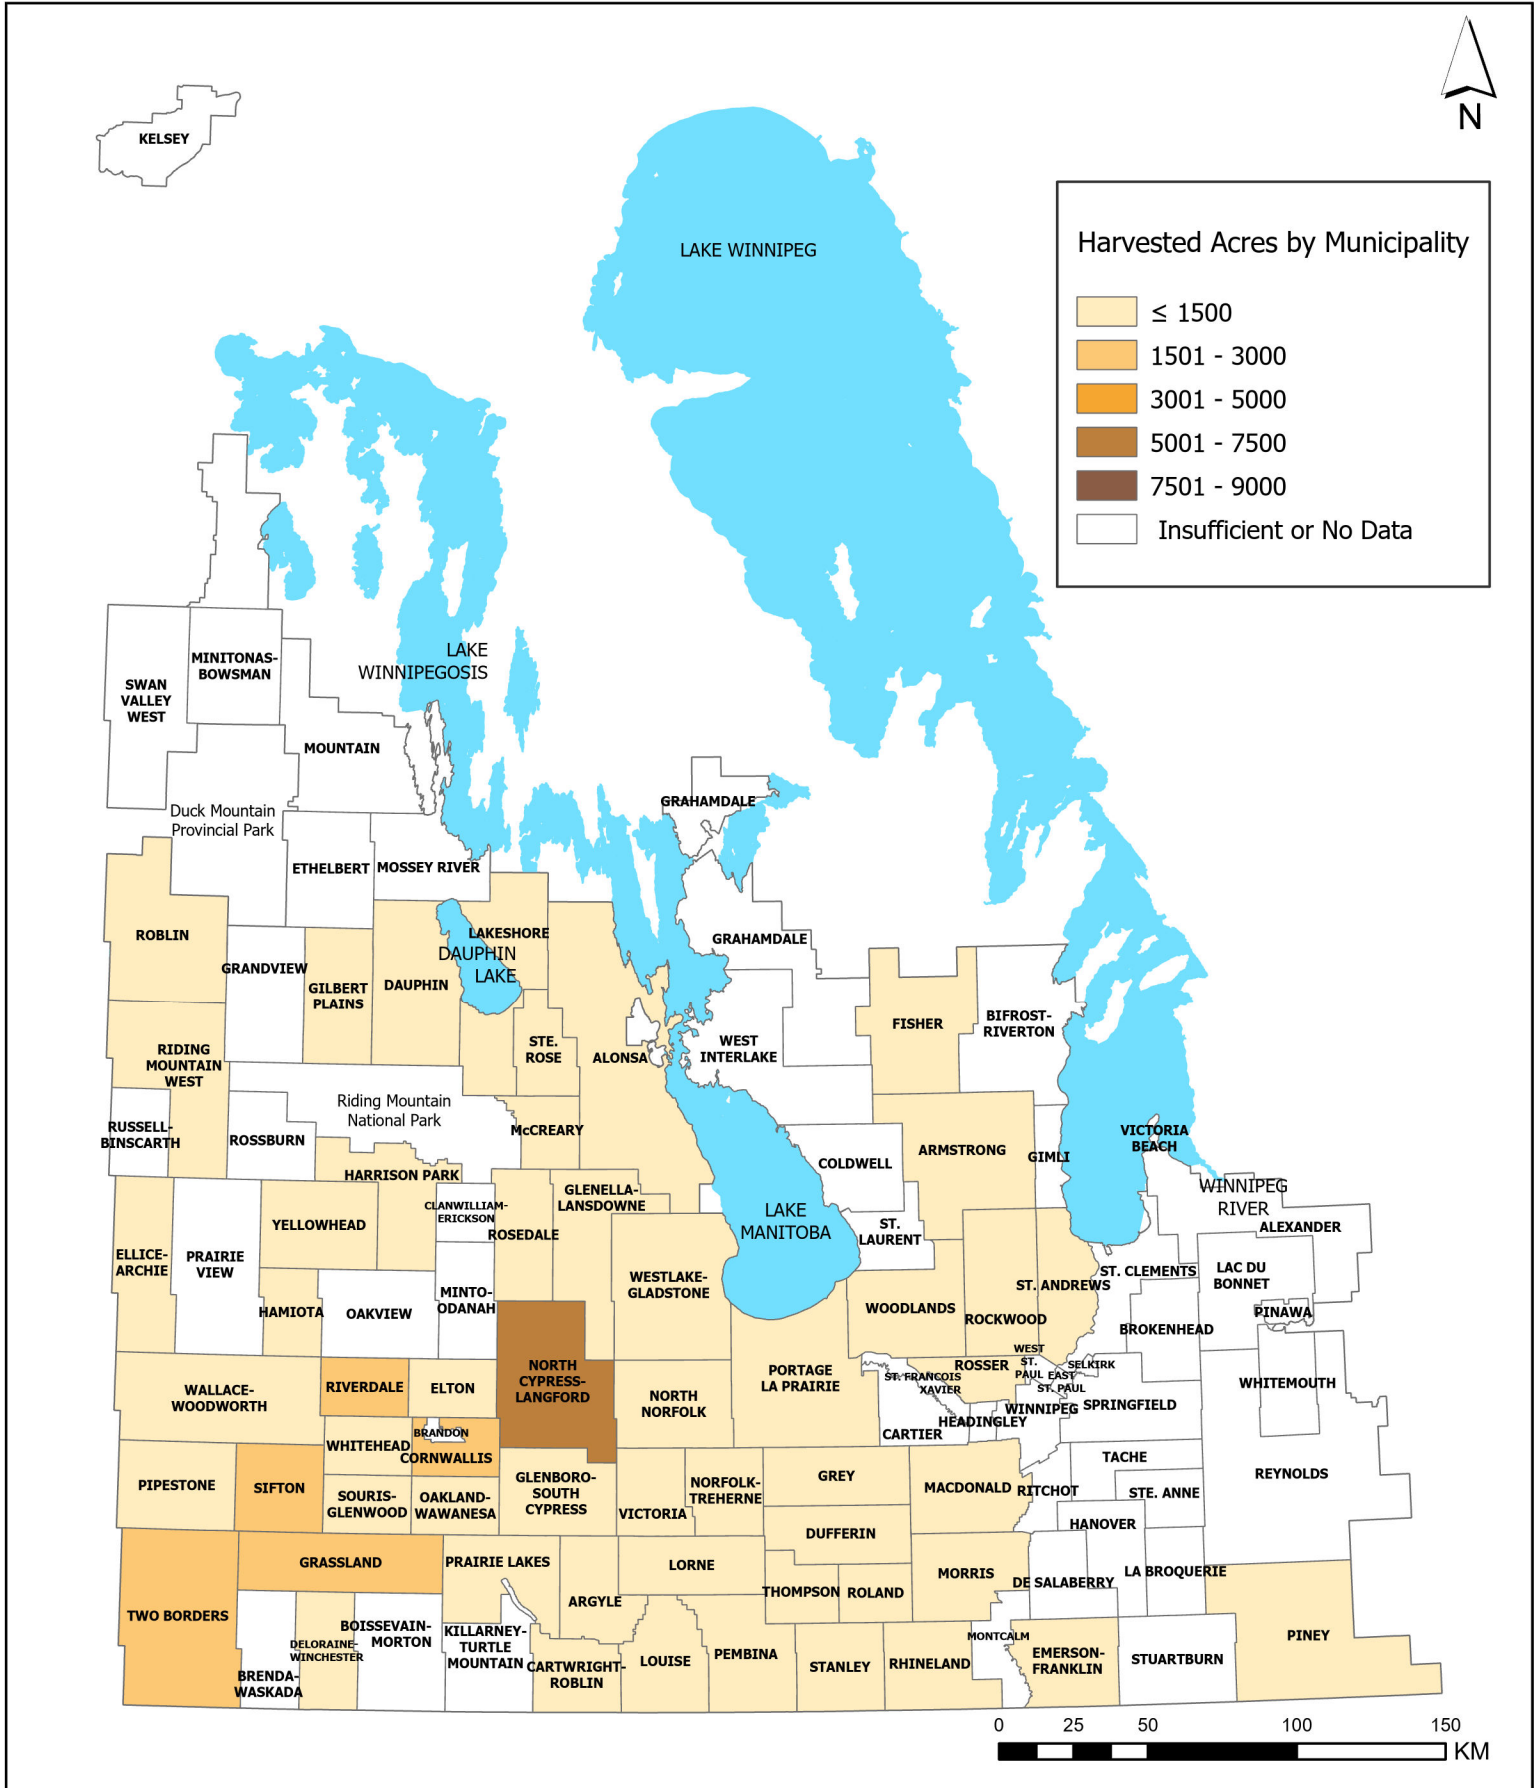 N
KELSEY
LAKE WINNIPEG
Harvested Acres by Municipality
≤ 1500
1501 - 3000
3001 - 5000
5001 - 7500
7501 - 9000
Insufficient or No Data
LAKE
WINNIPEGOSIS
MINITONAS-
BOWSMAN
SWAN
VALLEY
WEST
MOUNTAIN
Duck Mountain
Provincial Park
GRAHAMDALE
ETHELBERT
MOSSEY RIVER
ROBLIN
LAKESHORE
GRAHAMDALE
GRANDVIEW
DAUPHIN
LAKE
GILBERT
PLAINS
DAUPHIN
FISHER
BIFROST-
RIVERTON
STE.
ROSE
ALONSA
WEST
INTERLAKE
RIDING
MOUNTAIN
WEST
Riding Mountain
National Park
RUSSELL-
BINSCARTH
ROSSBURN
McCREARY
VICTORIA
BEACH
ARMSTRONG
GIMLI
COLDWELL
HARRISON PARK
GLENELLA-
LANSDOWNE
WINNIPEG
RIVER
CLANWILLIAM-
ERICKSON
YELLOWHEAD
ROSEDALE
LAKE
MANITOBA
ST.
LAURENT
ALEXANDER
ELLICE-
ARCHIE
PRAIRIE
VIEW
WESTLAKE-
GLADSTONE
ST. CLEMENTS
LAC DU
BONNET
ST. ANDREWS
MINTO-
ODANAH
HAMIOTA
OAKVIEW
WOODLANDS
ROCKWOOD
PINAWA
BROKENHEAD
NORTH
CYPRESS-
LANGFORD
PORTAGE
LA PRAIRIE
ROSSER
WEST
ST.
PAUL
EAST
ST. PAUL
SELKIRK
ST. FRANCOIS
XAVIER
WHITEMOUTH
WALLACE-
WOODWORTH
RIVERDALE
ELTON
NORTH
NORFOLK
WINNIPEG
SPRINGFIELD
HEADINGLEY
CARTIER
BRANDON
WHITEHEAD
CORNWALLIS
TACHE
REYNOLDS
PIPESTONE
SIFTON
GLENBORO-
SOUTH
CYPRESS
NORFOLK-
TREHERNE
GREY
MACDONALD
RITCHOT
STE. ANNE
SOURIS-
GLENWOOD
OAKLAND-
WAWANESA
VICTORIA
HANOVER
DUFFERIN
GRASSLAND
PRAIRIE LAKES
LORNE
MORRIS
DE SALABERRY
LA BROQUERIE
THOMPSON
ROLAND
ARGYLE
TWO BORDERS
BOISSEVAIN-
MORTON
KILLARNEY-
TURTLE
MOUNTAIN
MONTCALM
PINEY
DELORAINE-
WINCHESTER
PEMBINA
LOUISE
STANLEY
RHINELAND
EMERSON-
FRANKLIN
STUARTBURN
BRENDA-
WASKADA
CARTWRIGHT-
ROBLIN
0 25 50 100 150
KM